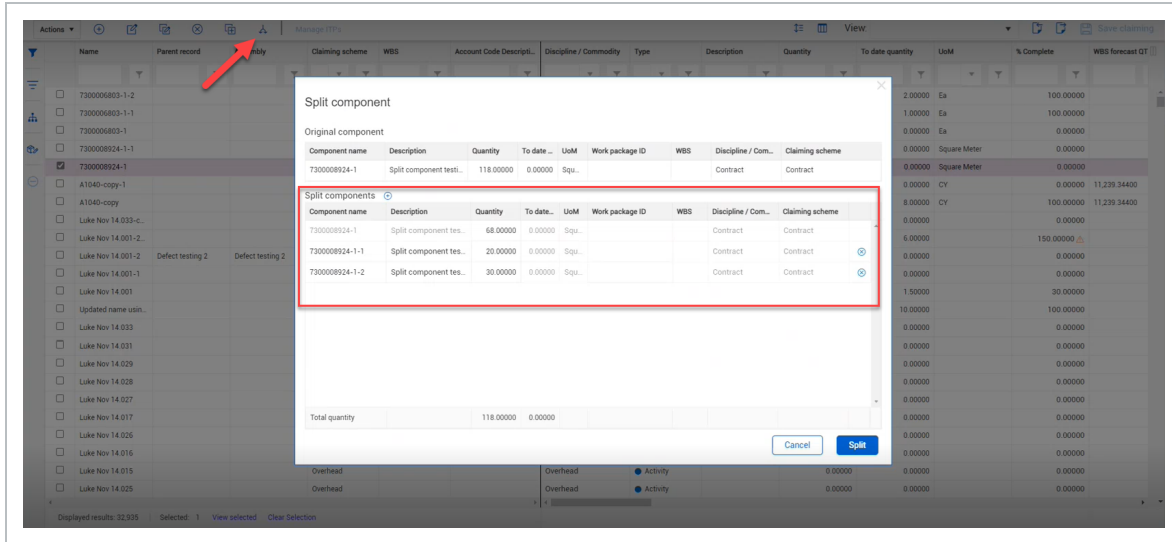 Actions Manage ITPs View: Save claiming
Name Parent record Claiming scheme WBS Account Code Descripti... Discipline / Commodity Type Description Quantity To date quantity UoM % Complete WBS forecast QT
7300006803-1-2 2.00000 Ea 100.00000
7300006803-1-1 1.00000 Ea 100.00000
7300006803-1 0.00000 Ea 0.00000
7300008924-1-1 0.00000 Square Meter 0.00000
7300008924-1 0.00000 Square Meter 0.00000
A1040-copy-1 0.00000 CY 0.00000 11,239.34400
A1040-copy 8.00000 CY 100.00000 11,239.34400
Luke Nov 14.033-c... 0.00000 0.00000
Luke Nov 14.001-2... 6.00000 150.00000
Luke Nov 14.001-2 Defect testing 2 Defect testing 2 0.00000 0.00000
Luke Nov 14.001-1 0.00000 0.00000
Luke Nov 14.001 1.50000 30.00000
Updated name usin... 10.00000 100.00000
Luke Nov 14.033 0.00000 0.00000
Luke Nov 14.031 0.00000 0.00000
Luke Nov 14.029 0.00000 0.00000
Luke Nov 14.028 0.00000 0.00000
Luke Nov 14.027 0.00000 0.00000
Luke Nov 14.017 0.00000 0.00000
Luke Nov 14.026 0.00000 0.00000
Luke Nov 14.016 0.00000 0.00000
Luke Nov 14.015 Overhead Overhead Activity 0.00000 0.00000 0.00000
Luke Nov 14.025 Overhead Overhead Activity 0.00000 0.00000 0.00000
Displayed results: 32,935 Selected: 1 View selected Clear Selection
Split component
Original component
Component name Description Quantity To date ... UoM Work package ID WBS Discipline / Com... Claiming scheme
7300008924-1 Split component testi... 118.00000 0.00000 Squ... Contract Contract
Split components
Component name Description Quantity To date... UoM Work package ID WBS Discipline / Com... Claiming scheme
7300008924-1 Split component tes... 68.00000 0.00000 Squ... Contract Contract
7300008924-1-1 Split component tes... 20.00000 0.00000 Squ... Contract Contract
7300008924-1-2 Split component tes... 30.00000 0.00000 Squ... Contract Contract
Total quantity 118.00000 0.00000
Cancel Split